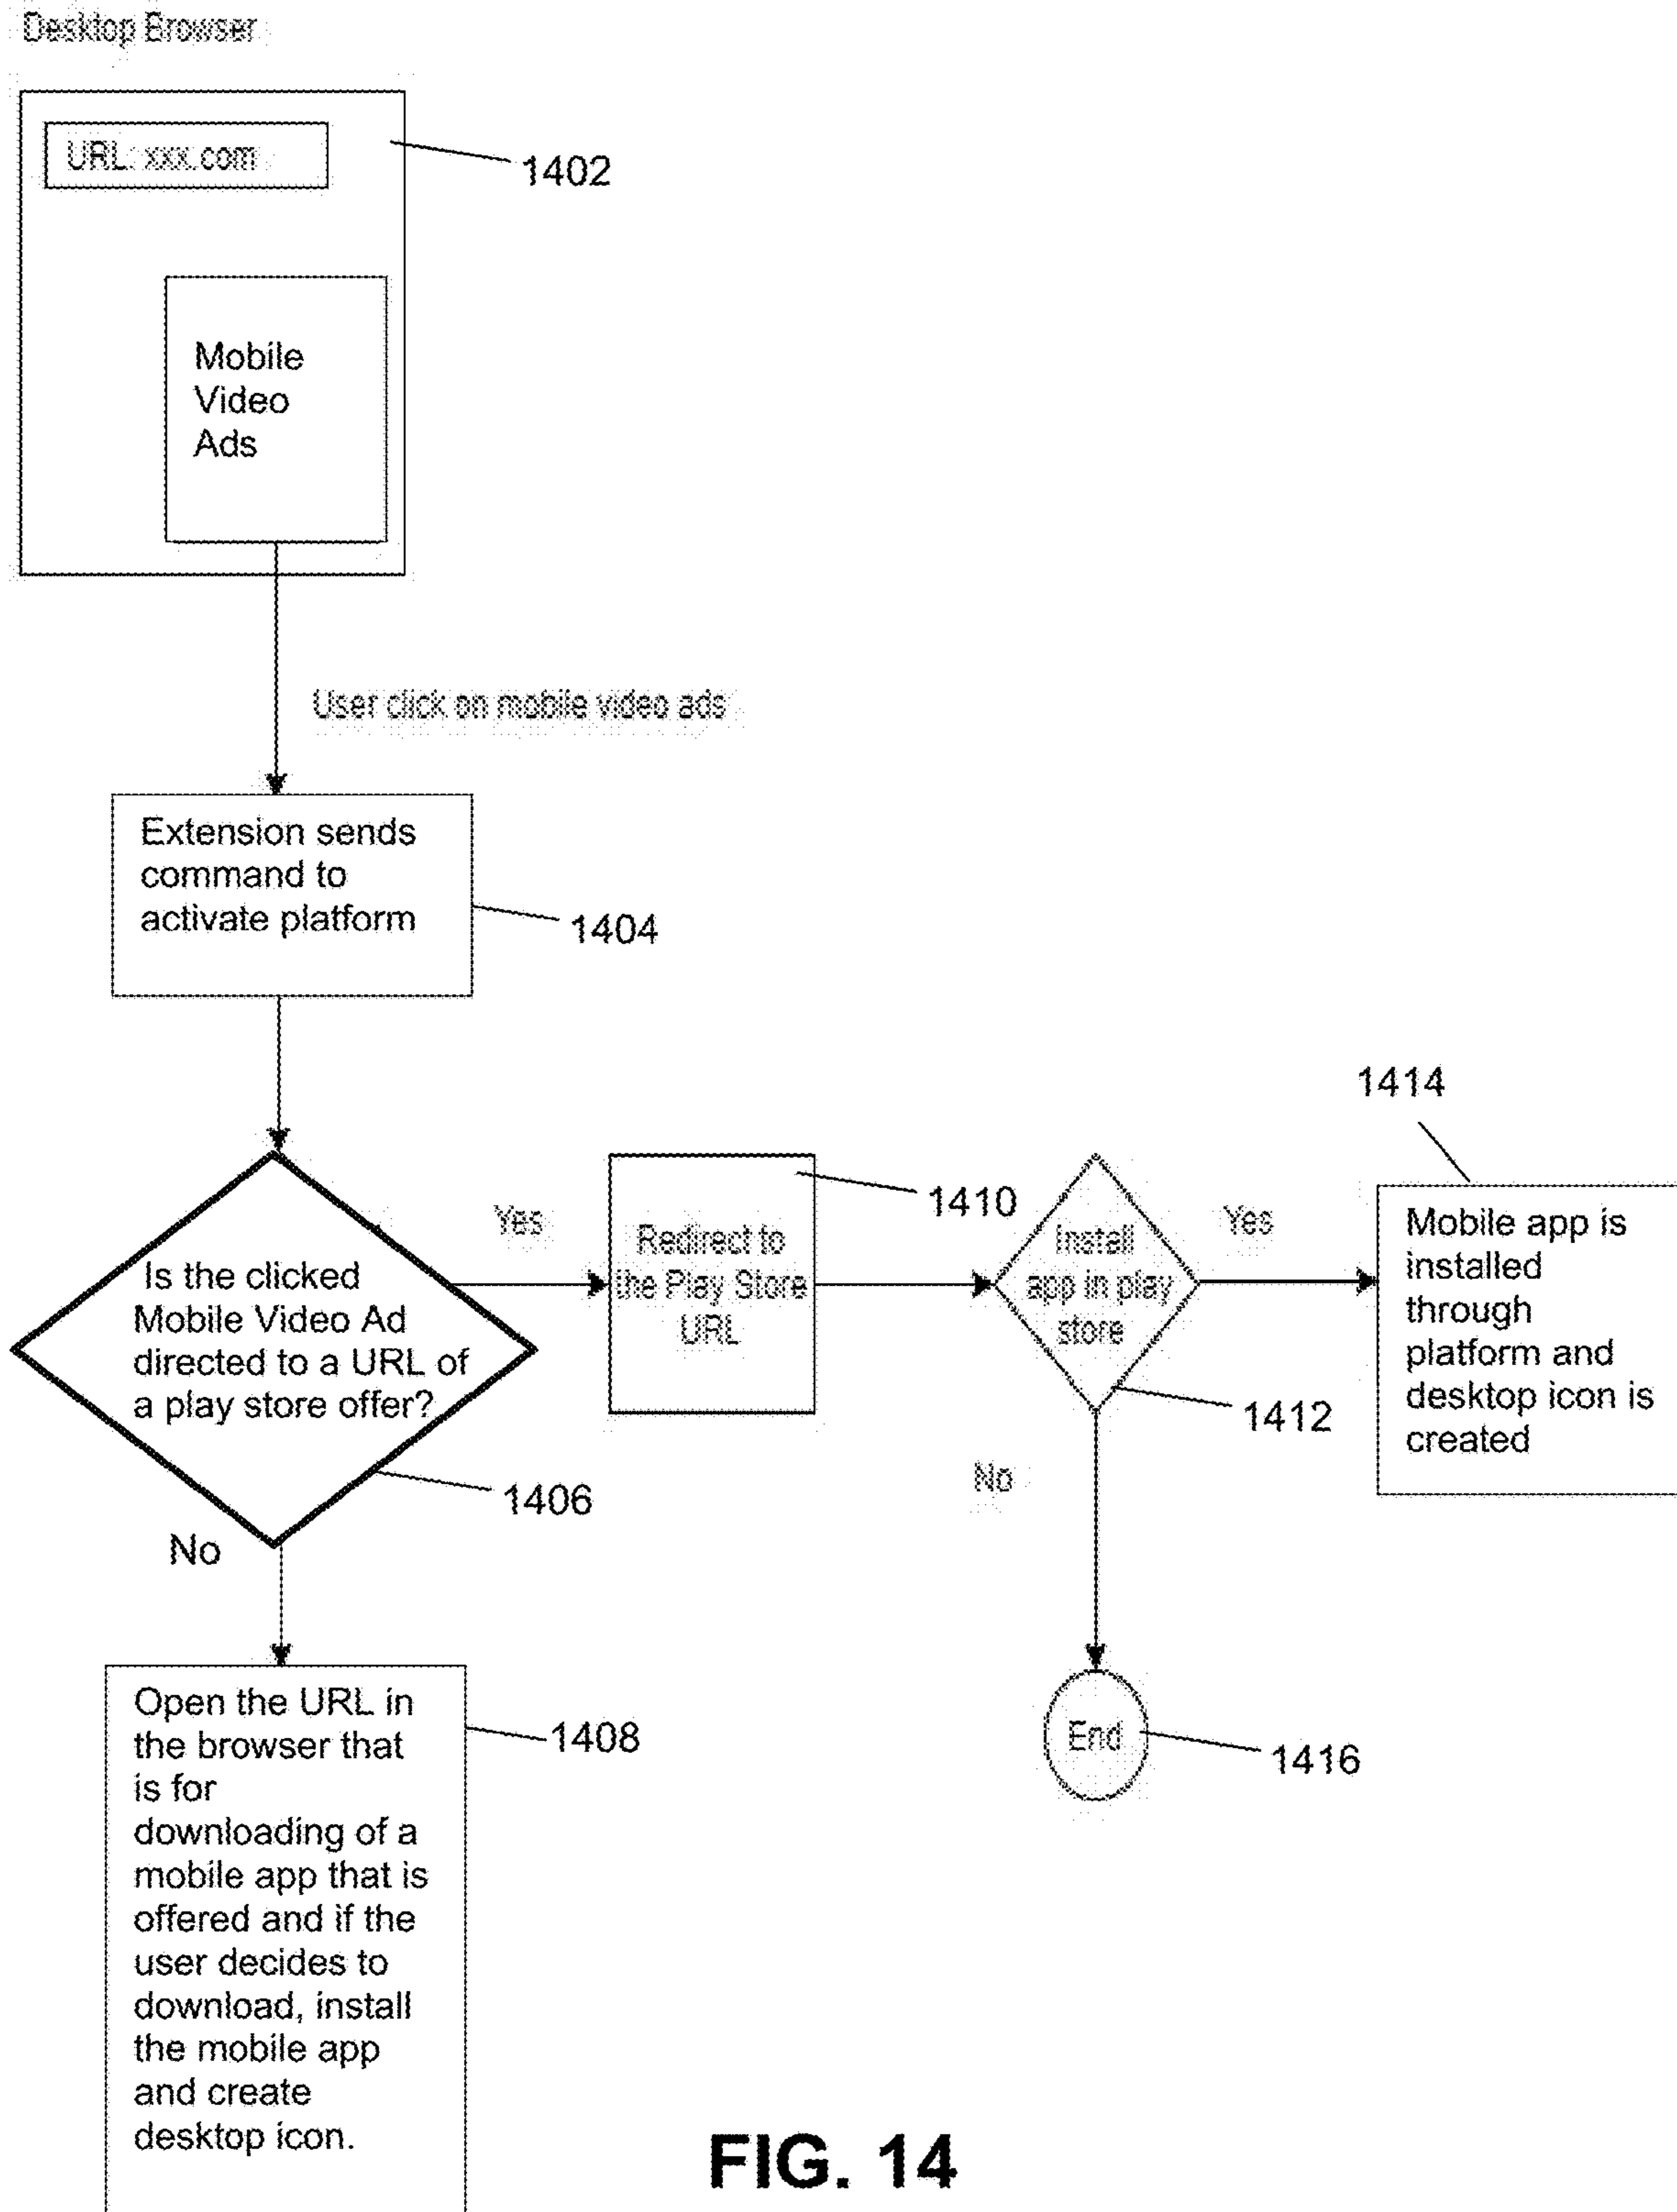 Desktop Browser
URL: xxx.com
1402
Mobile
Video
Ads
User click on mobile video ads
Extension sends
command to
activate platform
1404
Is the clicked
Mobile Video Ad
directed to a URL of
a play store offer?
1406
Yes
Redirect to
the Play Store
URL
1410
Install
app in play
store
1412
Yes
1414
Mobile app is
installed
through
platform and
desktop icon is
created
No
End
1416
No
Open the URL in
the browser that
is for
downloading of a
mobile app that is
offered and if the
user decides to
download, install
the mobile app
and create
desktop icon.
1408
FIG. 14